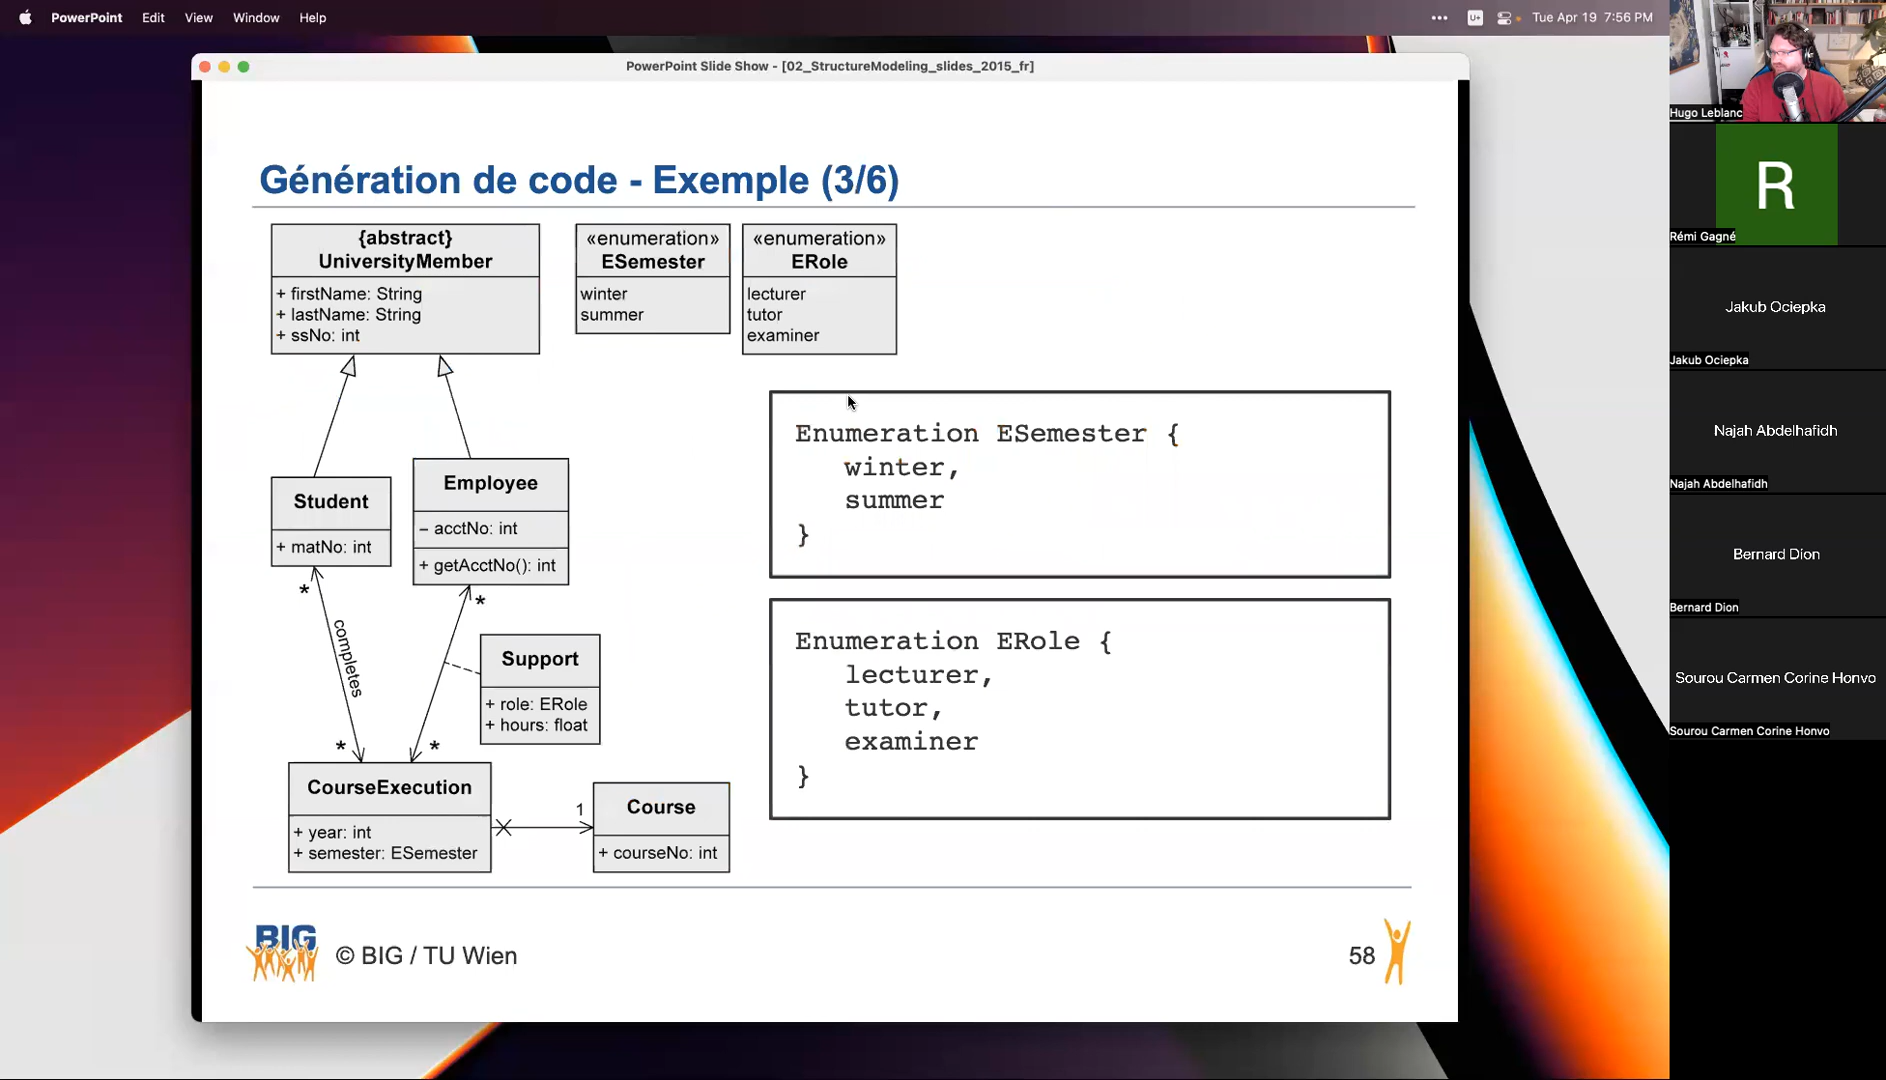 PowerPoint Edit View Window Help
Tue Apr 19 7:56 PM
PowerPoint Slide Show - [02_StructureModeling_slides_2015_fr]
Génération de code - Exemple (3/6)
{abstract}
UniversityMember
+ firstName: String
+ lastName: String
+ ssNo: int
«enumeration»
ESemester
winter
summer
«enumeration»
ERole
lecturer
tutor
examiner
Student
+ matNo: int
Employee
− acctNo: int
+ getAcctNo(): int
*
*
completes
Support
+ role: ERole
+ hours: float
*
*
CourseExecution
+ year: int
+ semester: ESemester
1
Course
+ courseNo: int
Enumeration ESemester {
winter,
summer
}
Enumeration ERole {
lecturer,
tutor,
examiner
}
BIG
© BIG / TU Wien
58
Hugo Leblanc
R
Rémi Gagné
Jakub Ociepka
Jakub Ociepka
Najah Abdelhafidh
Najah Abdelhafidh
Bernard Dion
Bernard Dion
Sourou Carmen Corine Honvo
Sourou Carmen Corine Honvo